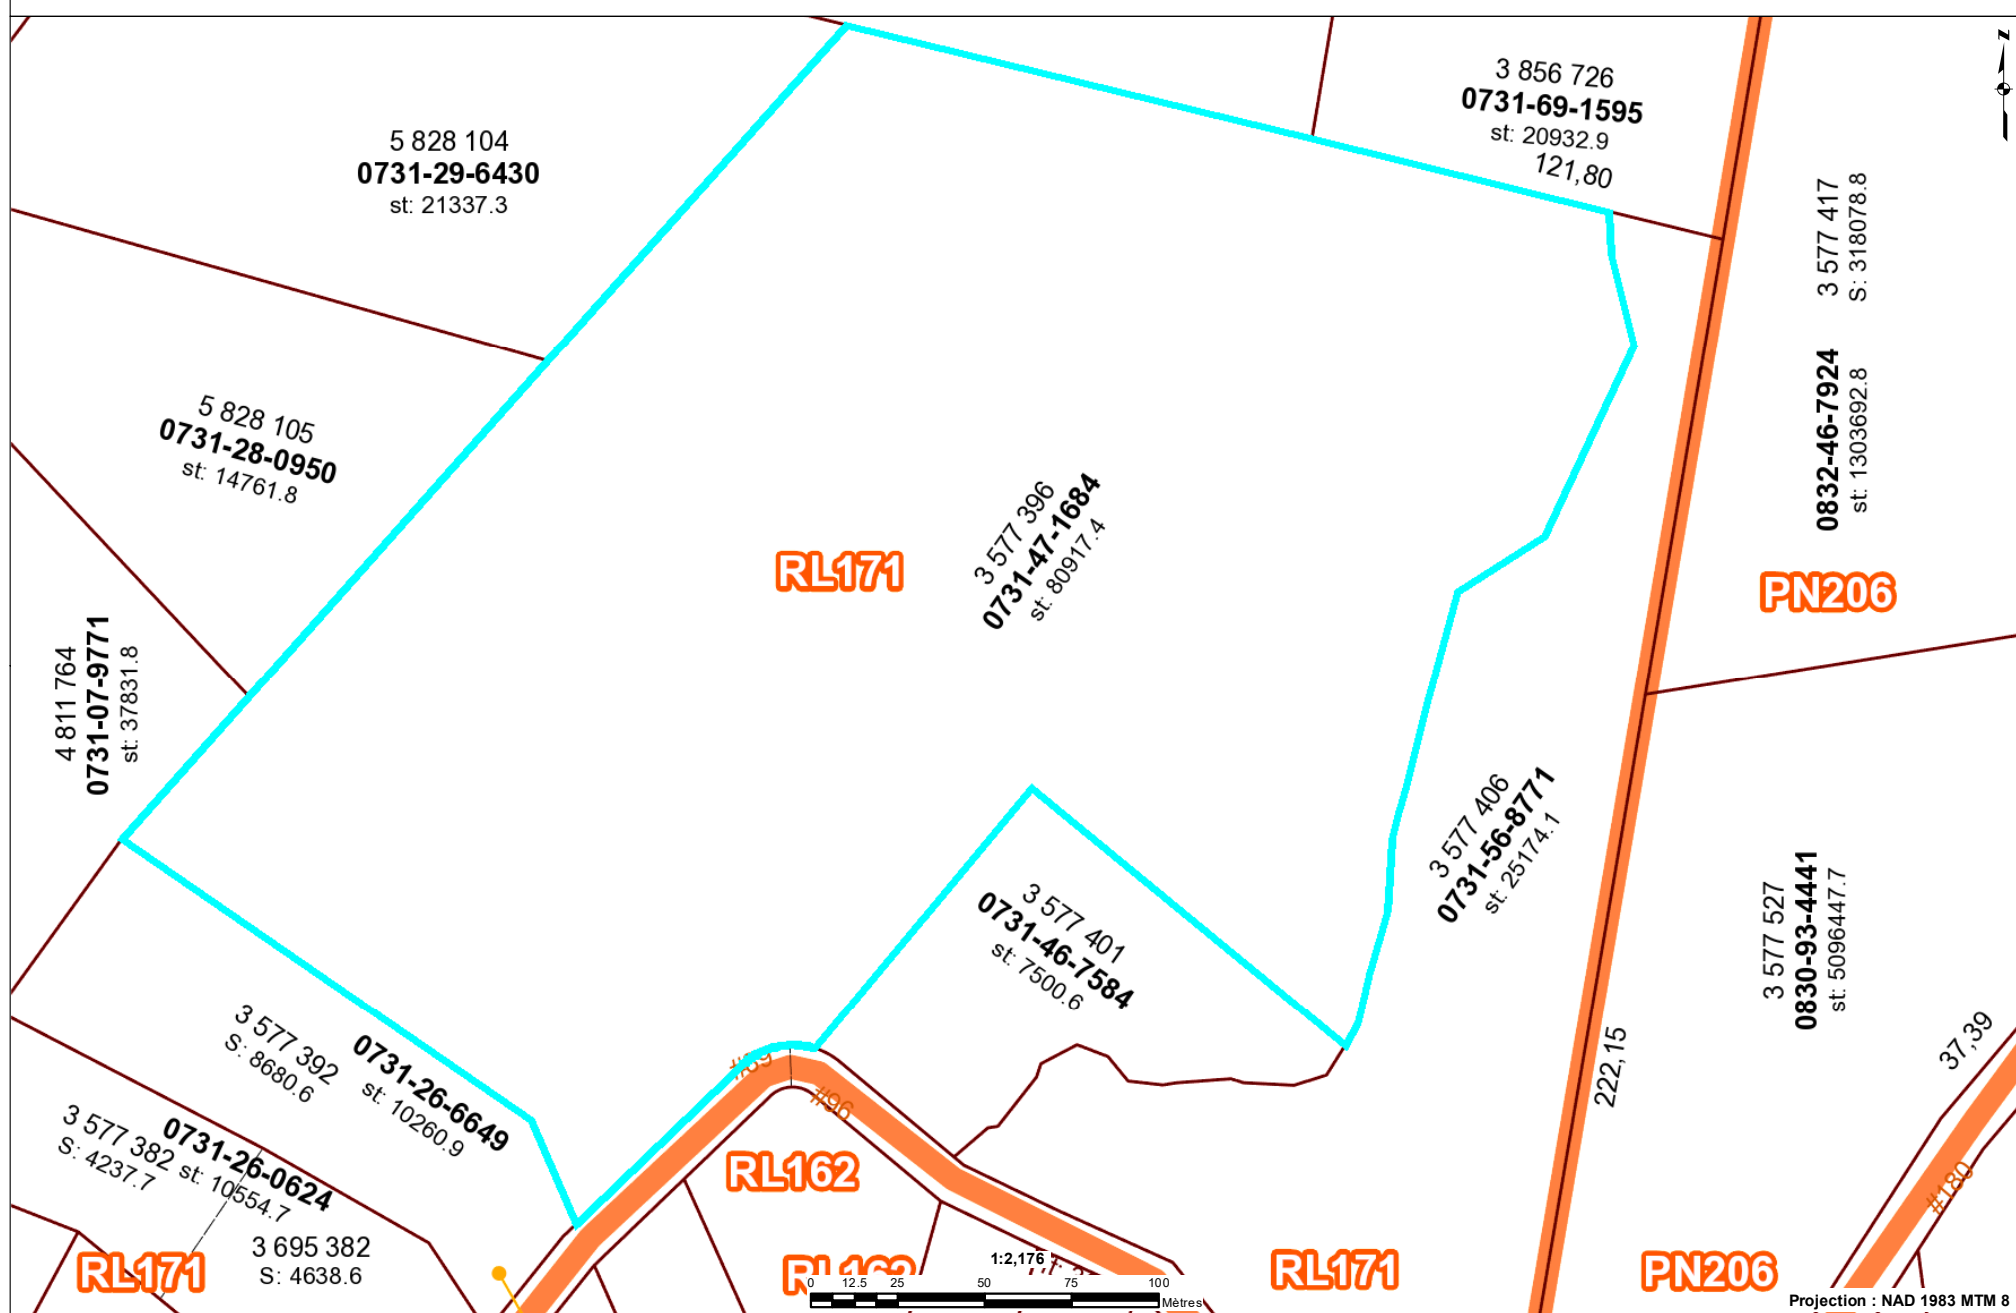 3 856 726
0731-69-1595
st: 20932.9
121,80
5 828 104
0731-29-6430
st: 21337.3
3 577 417
S: 318078.8
0832-46-7924
st: 1303692.8
5 828 105
0731-28-0950
st: 14761.8
3 577 396
0731-47-1684
st: 80917.4
RL171
PN206
4 811 764
0731-07-9771
st: 37831.8
3 577 406
0731-56-8771
st: 25174.1
3 577 401
0731-46-7584
st: 7500.6
3 577 527
0830-93-4441
st: 5096447.7
222,15
37,39
3 577 392
S: 8680.6
0731-26-6649
st: 10260.9
#89
#96
3 577 382
S: 4237.7
0731-26-0624
st: 10554.7
RL162
#180
3 695 382
S: 4638.6
RL171
RL162
RL171
PN206
1:2,176
0 12.5 25 50 75 100
Mètres
Projection : NAD 1983 MTM 8